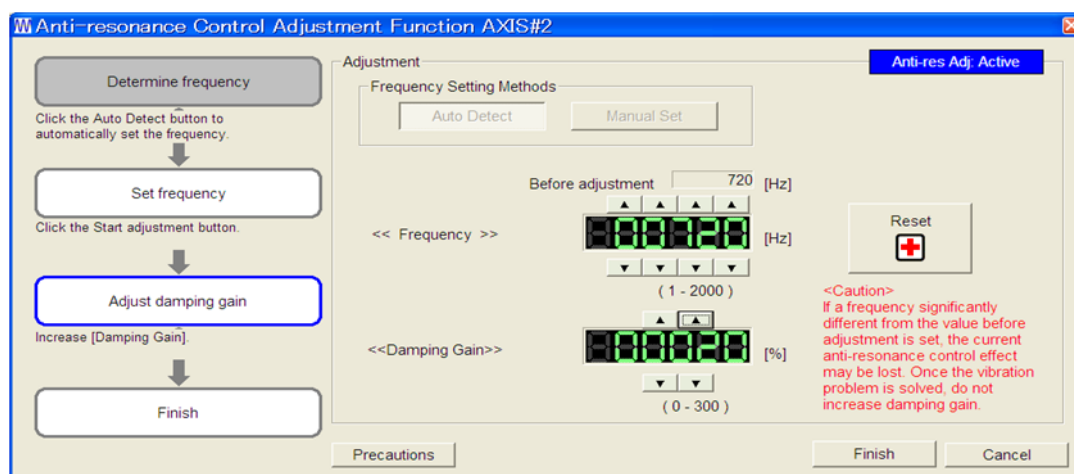 Anti-resonance Control Adjustment Function AXIS#2
Determine frequency
Click the Auto Detect button to
automatically set the frequency.
Set frequency
Click the Start adjustment button.
Adjust damping gain
Increase [Damping Gain].
Finish
Adjustment
Anti-res Adj: Active
Frequency Setting Methods
Auto Detect
Manual Set
Before adjustment 720 [Hz]
<< Frequency >> 00720 [Hz]
( 1 - 2000 )
<<Damping Gain>> 00020 [%]
( 0 - 300 )
Reset
<Caution>
If a frequency significantly
different from the value before
adjustment is set, the current
anti-resonance control effect
may be lost. Once the vibration
problem is solved, do not
increase damping gain.
Precautions
Finish
Cancel